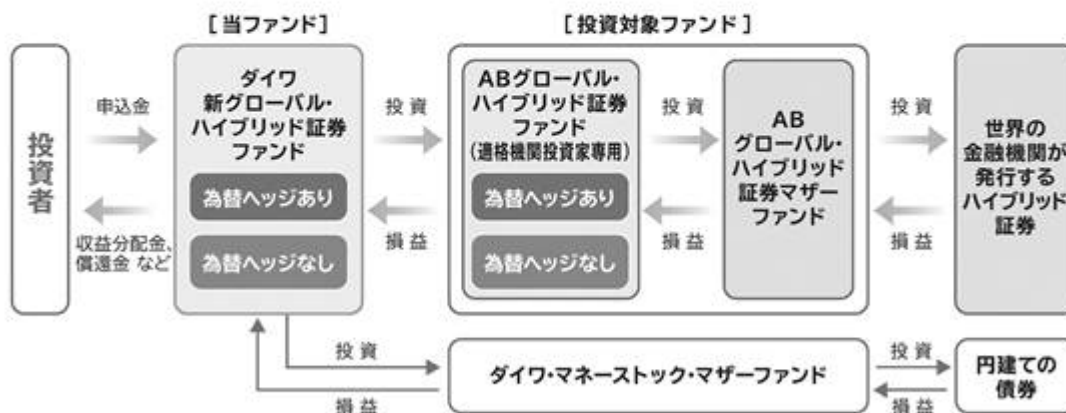 [当ファンド]
[投資対象ファンド]
投資者
申込金
収益分配金、
償還金 など
ダイワ
新グローバル・
ハイブリッド証券
ファンド
為替ヘッジあり
為替ヘッジなし
投資
損益
ABグローバル・
ハイブリッド証券
ファンド
(適格機関投資家専用)
為替ヘッジあり
為替ヘッジなし
投資
損益
AB
グローバル・
ハイブリッド
証券マザー
ファンド
投資
損益
世界の
金融機関が
発行する
ハイブリッド
証券
投資
損益
ダイワ・マネーストック・マザーファンド
投資
損益
円建ての
債券